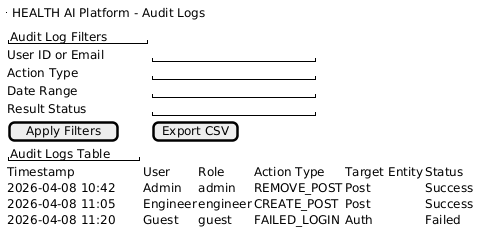 · HEALTH AI Platform - Audit Logs
Audit Log Filters
User ID or Email
Action Type
Date Range
Result Status
Apply Filters Export CSV
Audit Logs Table
Timestamp User Role Action Type Target Entity Status
2026-04-08 10:42 Admin admin REMOVE_POST Post Success
2026-04-08 11:05 Engineer engineer CREATE_POST Post Success
2026-04-08 11:20 Guest guest FAILED_LOGIN Auth Failed